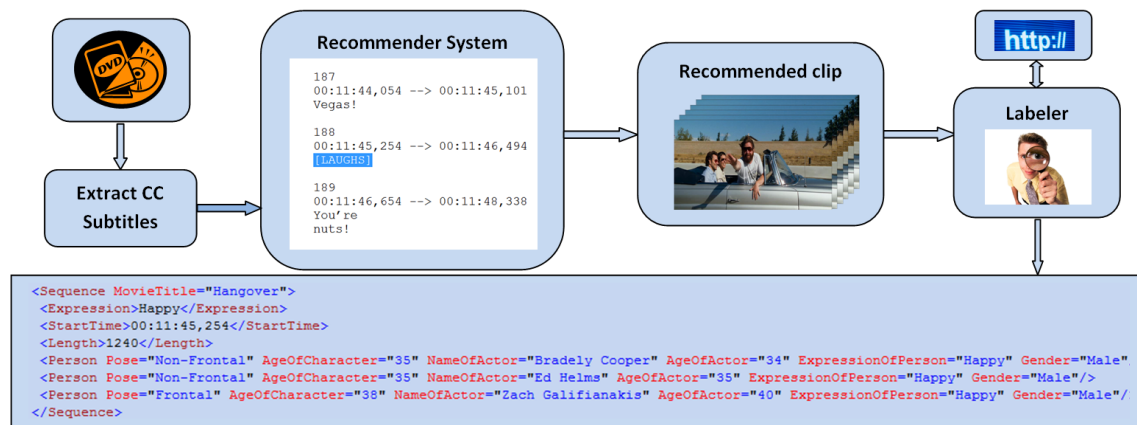 DVD
Extract CC
Subtitles
Recommender System
187
00:11:44,054 --> 00:11:45,101
Vegas!
188
00:11:45,254 --> 00:11:46,494
[LAUGHS]
189
00:11:46,654 --> 00:11:48,338
You're
nuts!
Recommended clip
http://
Labeler
<Sequence MovieTitle="Hangover">
<Expression>Happy</Expression>
<StartTime>00:11:45,254</StartTime>
<Length>1240</Length>
<Person Pose="Non-Frontal" AgeOfCharacter="35" NameOfActor="Bradely Cooper" AgeOfActor="34" ExpressionOfPerson="Happy" Gender="Male"
<Person Pose="Non-Frontal" AgeOfCharacter="35" NameOfActor="Ed Helms" AgeOfActor="35" ExpressionOfPerson="Happy" Gender="Male"/>
<Person Pose="Frontal" AgeOfCharacter="38" NameOfActor="Zach Galifianakis" AgeOfActor="40" ExpressionOfPerson="Happy" Gender="Male"/
</Sequence>